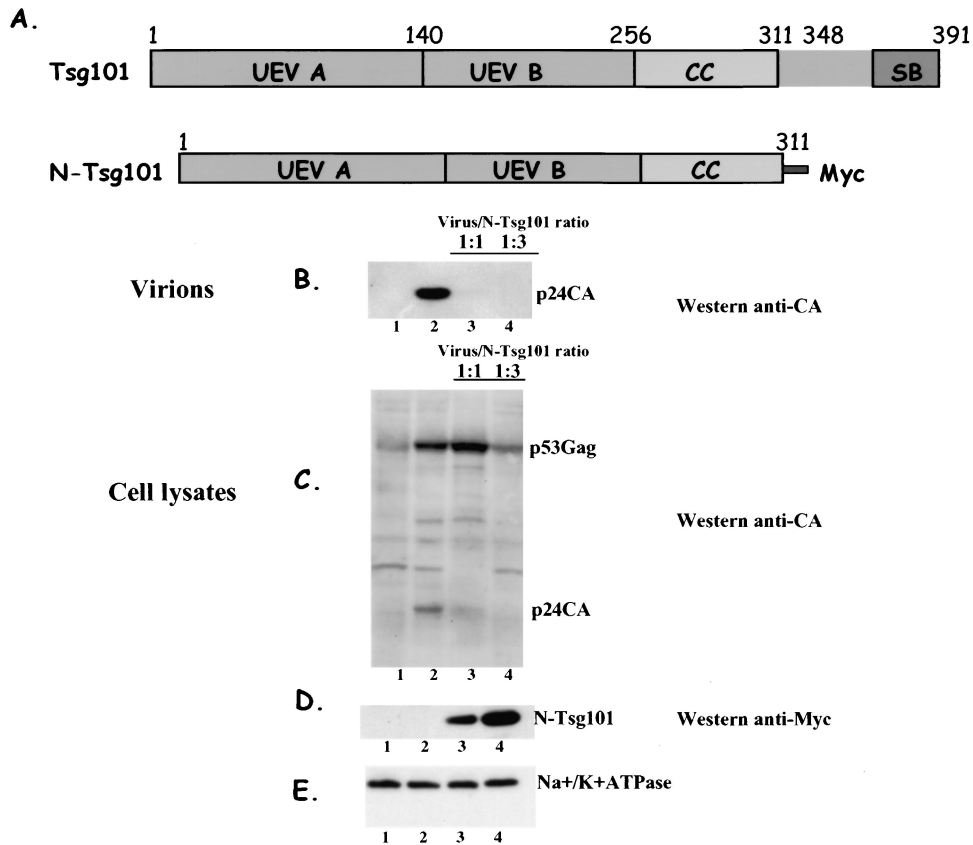 A.
1 140 256 311 348 391
Tsg101 UEV A UEV B CC SB
1 311
N-Tsg101 UEV A UEV B CC Myc
Virus/N-Tsg101 ratio
1:1 1:3
Virions B. p24CA Western anti-CA
1 2 3 4
Virus/N-Tsg101 ratio
1:1 1:3
p53Gag
Cell lysates C. Western anti-CA
p24CA
1 2 3 4
D. N-Tsg101 Western anti-Myc
1 2 3 4
E. Na+/K+ATPase
1 2 3 4